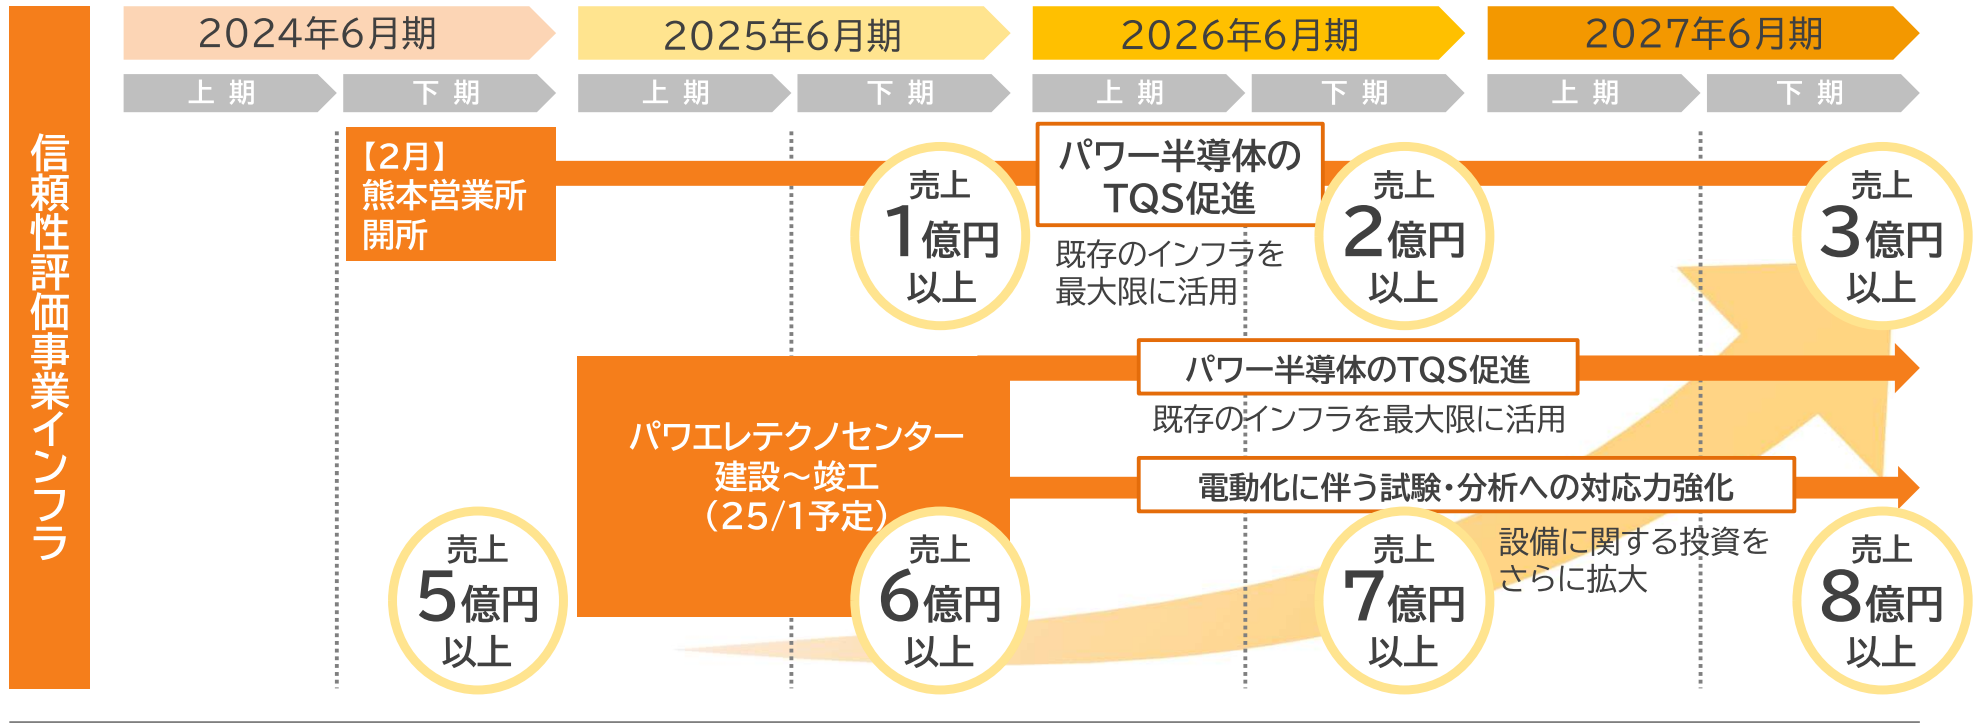 信頼性評価事業インフラ
2024年6月期
2025年6月期
2026年6月期
2027年6月期
上 期
下 期
上 期
下 期
上 期
下 期
上 期
下 期
【2月】
熊本営業所
開所
売上
1億円
以上
パワー半導体の
TQS促進
既存のインフラを
最大限に活用
売上
2億円
以上
売上
3億円
以上
パワエレテクノセンター
建設～竣工
(25/1予定)
パワー半導体のTQS促進
既存のインフラを最大限に活用
電動化に伴う試験・分析への対応力強化
設備に関する投資を
さらに拡大
売上
5億円
以上
売上
6億円
以上
売上
7億円
以上
売上
8億円
以上